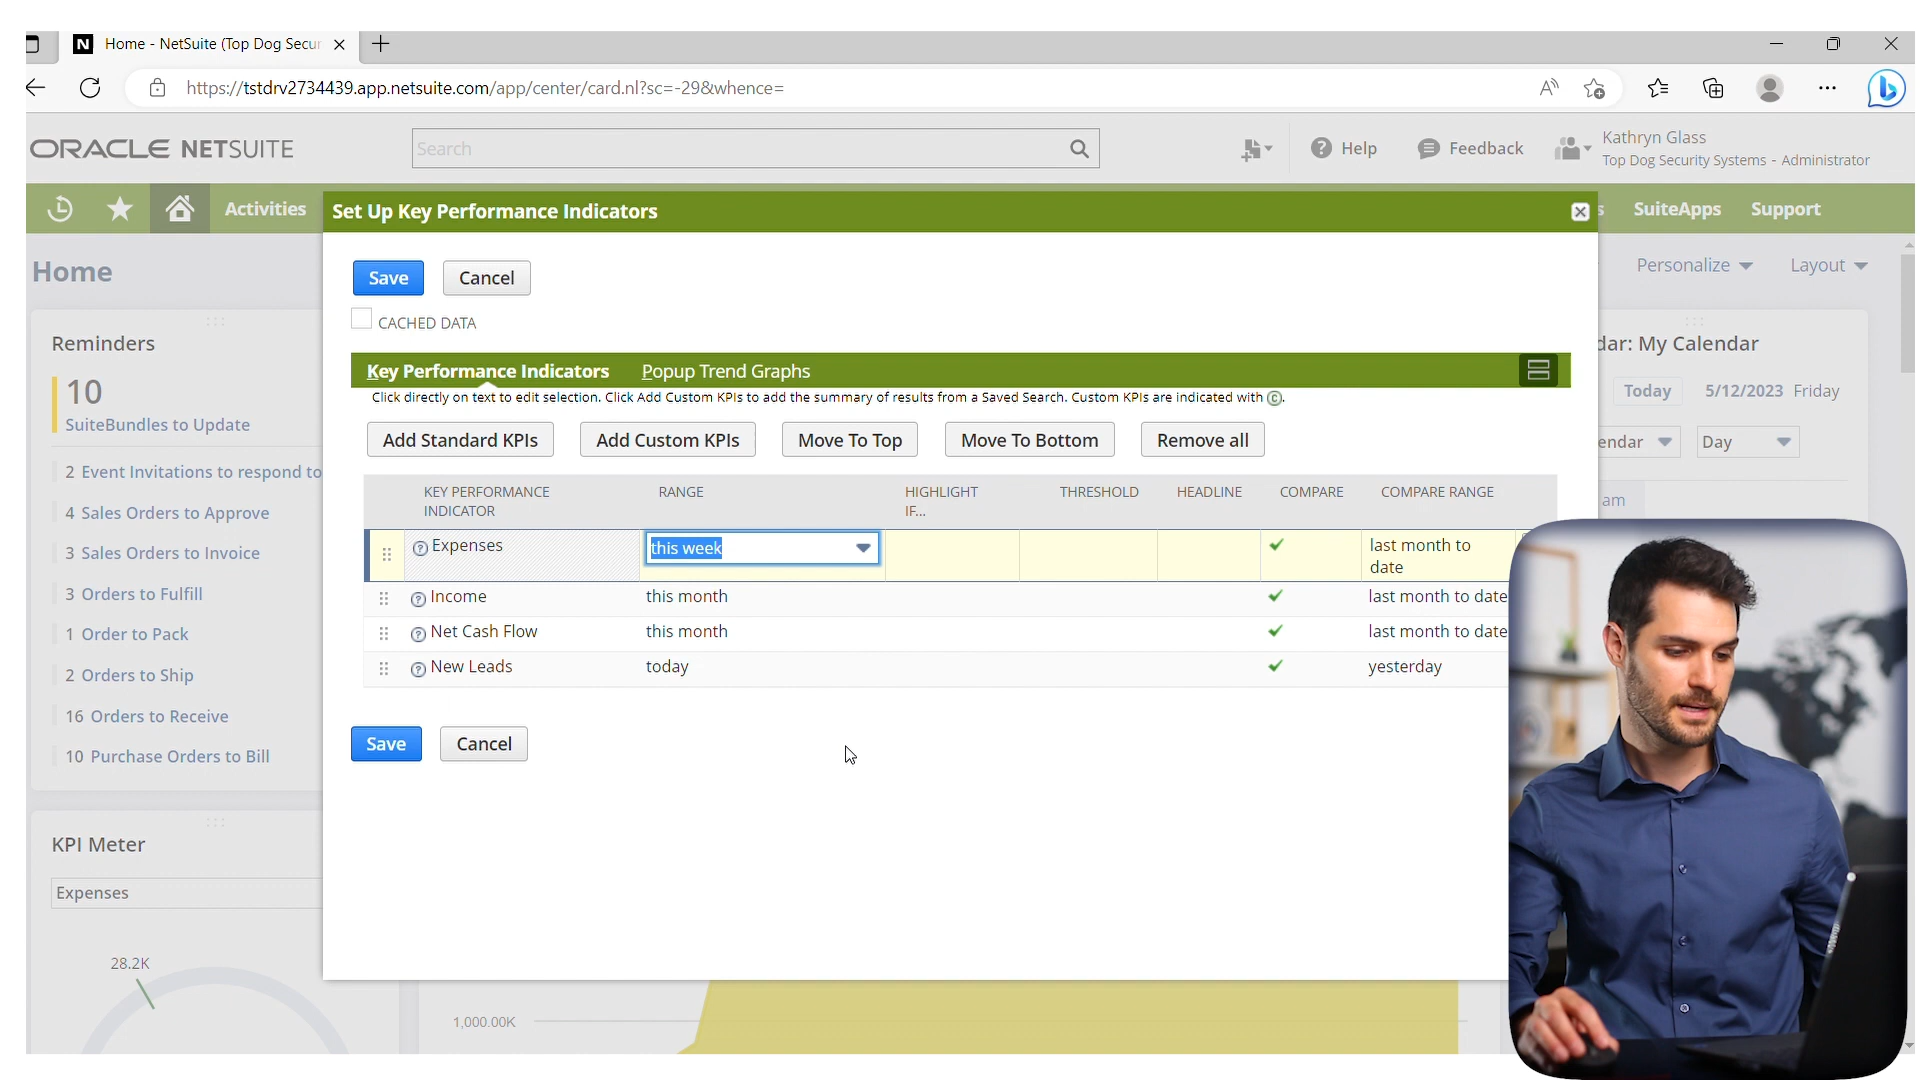 Home - NetSuite (Top Dog Secur
https://tstdrv2734439.app.netsuite.com/app/center/card.nl?sc=-29&whence=
ORACLE NETSUITE
Search
Help
Feedback
Kathryn Glass
Top Dog Security Systems - Administrator
Activities
Set Up Key Performance Indicators
SuiteApps
Support
Home
Personalize
Layout
Save
Cancel
CACHED DATA
Reminders
10
SuiteBundles to Update
2 Event Invitations to respond to
4 Sales Orders to Approve
3 Sales Orders to Invoice
3 Orders to Fulfill
1 Order to Pack
2 Orders to Ship
16 Orders to Receive
10 Purchase Orders to Bill
Key Performance Indicators
Popup Trend Graphs
Click directly on text to edit selection. Click Add Custom KPIs to add the summary of results from a Saved Search. Custom KPIs are indicated with C.
Add Standard KPIs
Add Custom KPIs
Move To Top
Move To Bottom
Remove all
KEY PERFORMANCE INDICATOR
RANGE
HIGHLIGHT IF...
THRESHOLD
HEADLINE
COMPARE
COMPARE RANGE
Expenses
this week
last month to
date
Income
this month
last month to date
Net Cash Flow
this month
last month to date
New Leads
today
yesterday
Save
Cancel
dar: My Calendar
Today
5/12/2023 Friday
endar
Day
am
KPI Meter
Expenses
28.2K
1,000.00K